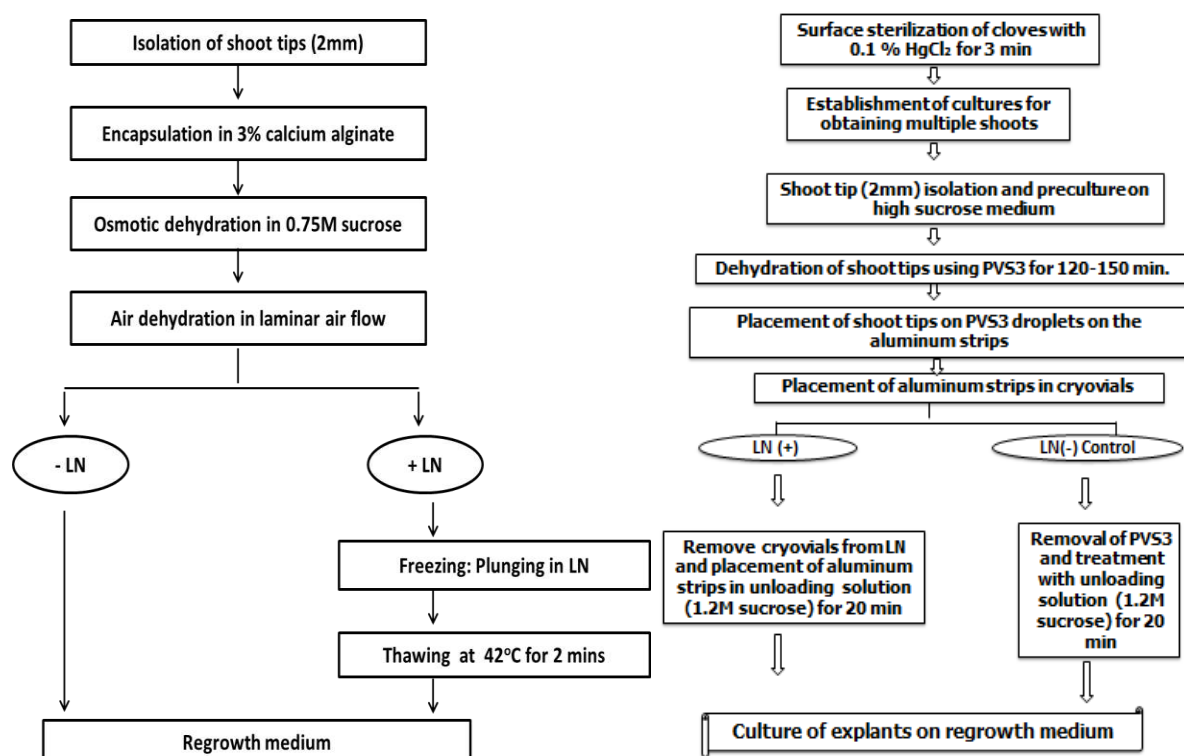 Isolation of shoot tips (2mm)
Encapsulation in 3% calcium alginate
Osmotic dehydration in 0.75M sucrose
Air dehydration in laminar air flow
- LN
+ LN
Freezing: Plunging in LN
Thawing at 42°C for 2 mins
Regrowth medium
Surface sterilization of cloves with
0.1 % HgCl₂ for 3 min
Establishment of cultures for
obtaining multiple shoots
Shoot tip (2mm) isolation and preculture on
high sucrose medium
Dehydration of shoot tips using PVS3 for 120-150 min.
Placement of shoot tips on PVS3 droplets on the
aluminum strips
Placement of aluminum strips in cryovials
LN (+)
LN(-) Control
Remove cryovials from LN
and placement of aluminum
strips in unloading solution
(1.2M sucrose) for 20 min
Removal of PVS3
and treatment
with unloading
solution (1.2M
sucrose) for 20
min
Culture of explants on regrowth medium